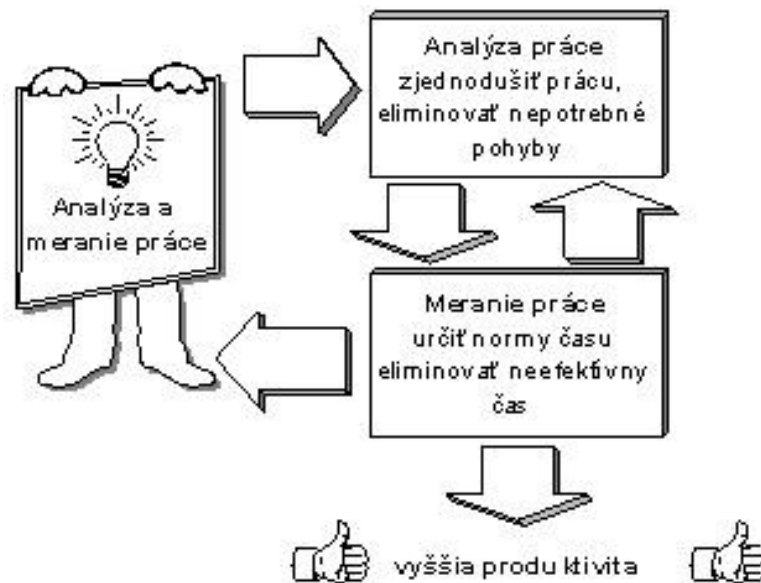 Analýza a
meranie práce
Analýza práce
zjednodušiť prácu,
eliminovať nepotrebné
pohyby
Meranie práce
určiť normy času
eliminovať neefektívny
čas
vyššia produktivita